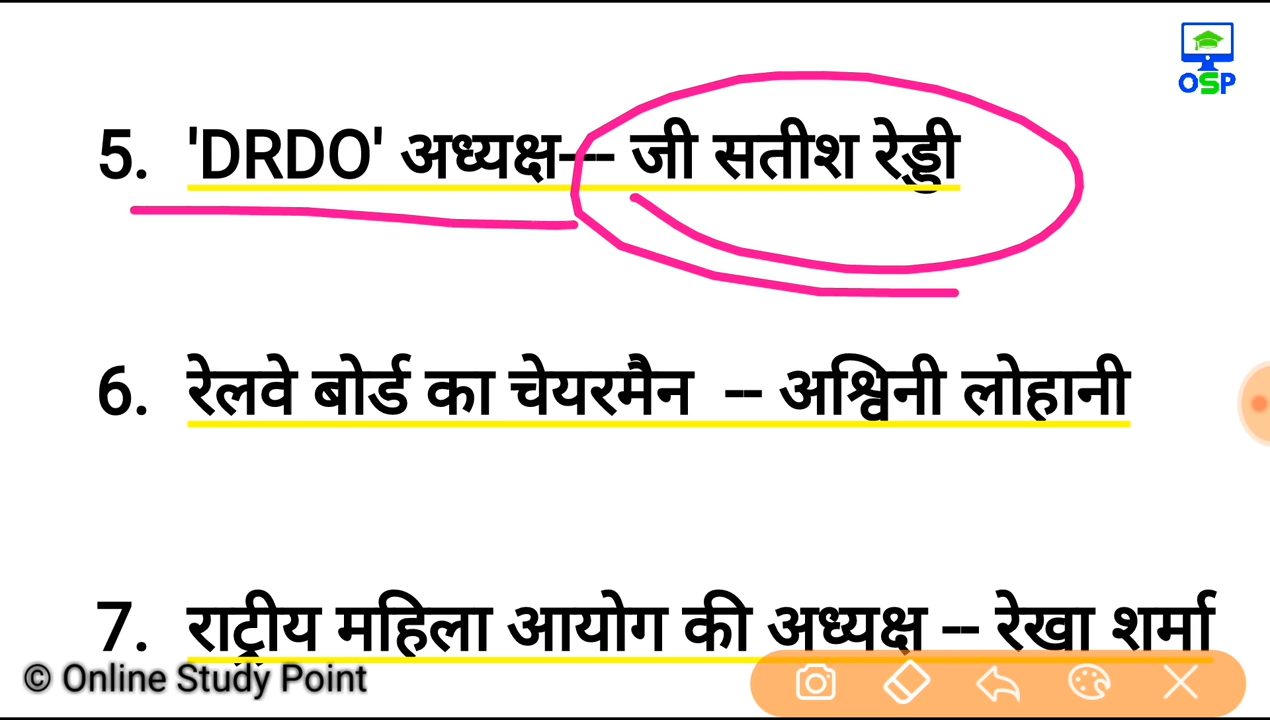 OSP
5. 'DRDO' अध्यक्ष--- जी सतीश रेड्डी
6. रेलवे बोर्ड का चेयरमैन -- अश्विनी लोहानी
7. राट्रीय महिला आयोग की अध्यक्ष -- रेखा शर्मा
© Online Study Point